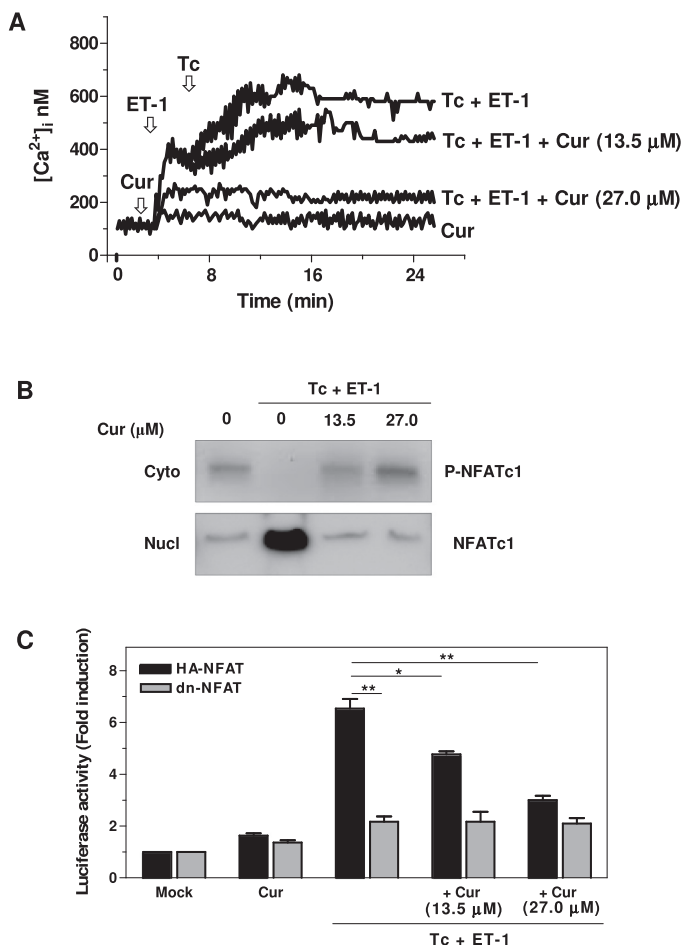 A
[Ca²⁺]ᵢ nM
800
600
400
200
0
Cur
ET-1
Tc
Tc + ET-1
Tc + ET-1 + Cur (13.5 μM)
Tc + ET-1 + Cur (27.0 μM)
Cur
0 8 16 24
Time (min)
B
Tc + ET-1
Cur (μM) 0 0 13.5 27.0
Cyto P-NFATc1
Nucl NFATc1
C
Luciferase activity (Fold induction)
8
6
4
2
0
HA-NFAT
dn-NFAT
**
*
**
Mock Cur + Cur + Cur
(13.5 μM) (27.0 μM)
Tc + ET-1